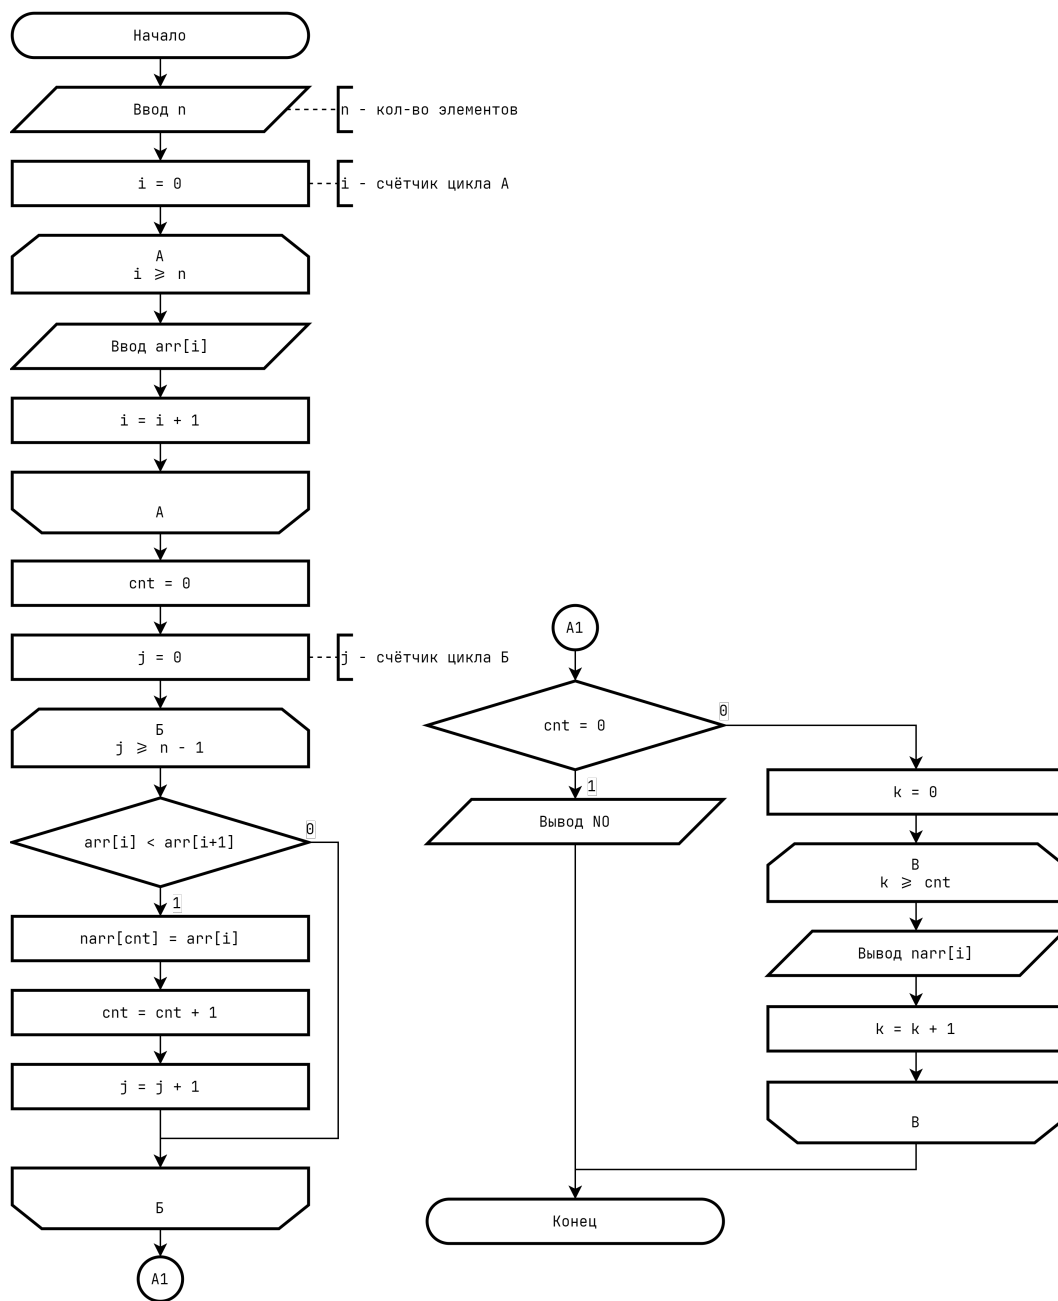 Начало
Ввод n
n - кол-во элементов
i = 0
i - счётчик цикла А
А
i ⩾ n
Ввод arr[i]
i = i + 1
А
cnt = 0
j = 0
j - счётчик цикла Б
Б
j ⩾ n - 1
arr[i] < arr[i+1]
0
1
narr[cnt] = arr[i]
cnt = cnt + 1
j = j + 1
Б
А1
А1
cnt = 0
0
1
Вывод NO
k = 0
В
k ⩾ cnt
Вывод narr[i]
k = k + 1
В
Конец